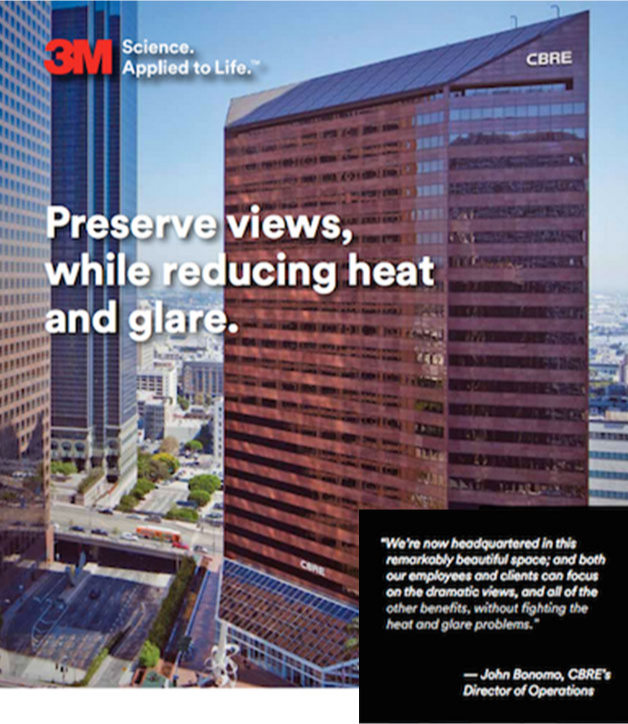 3M Science.
Applied to Life.™
CBRE
Preserve views,
while reducing heat
and glare.
CBRE
"We're now headquartered in this
remarkably beautiful space; and both
our employees and clients can focus
on the dramatic views, and all of the
other benefits, without fighting the
heat and glare problems."
— John Bonomo, CBRE's
Director of Operations